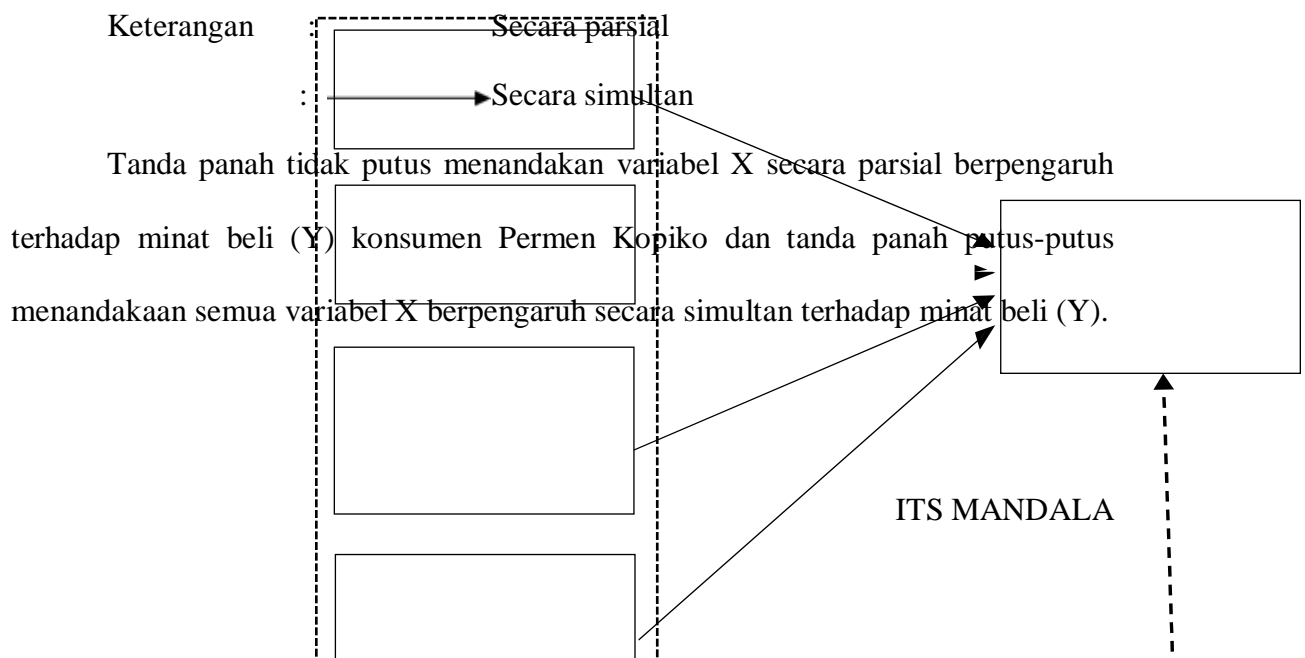 Keterangan : Secara parsial
: Secara simultan
Tanda panah tidak putus menandakan variabel X secara parsial berpengaruh
terhadap minat beli (Y) konsumen Permen Kopiko dan tanda panah putus-putus
menandakaan semua variabel X berpengaruh secara simultan terhadap minat beli (Y).
ITS MANDALA